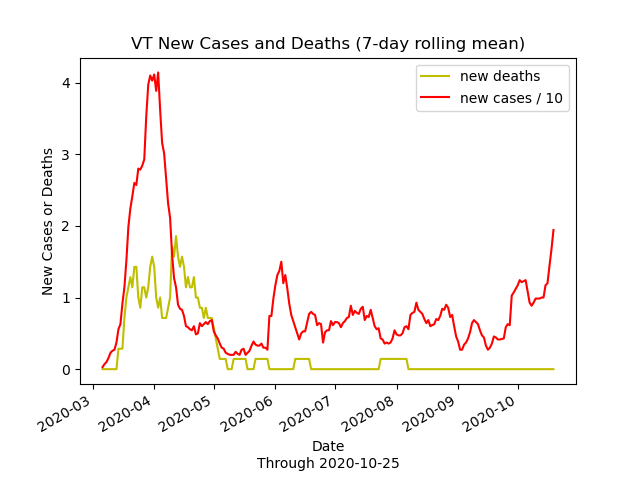 VT New Cases and Deaths (7-day rolling mean)
new deaths
new cases / 10
4
3
2
1
0
New Cases or Deaths
2020-03
2020-04
2020-05
2020-06
2020-07
2020-08
2020-09
2020-10
Date
Through 2020-10-25